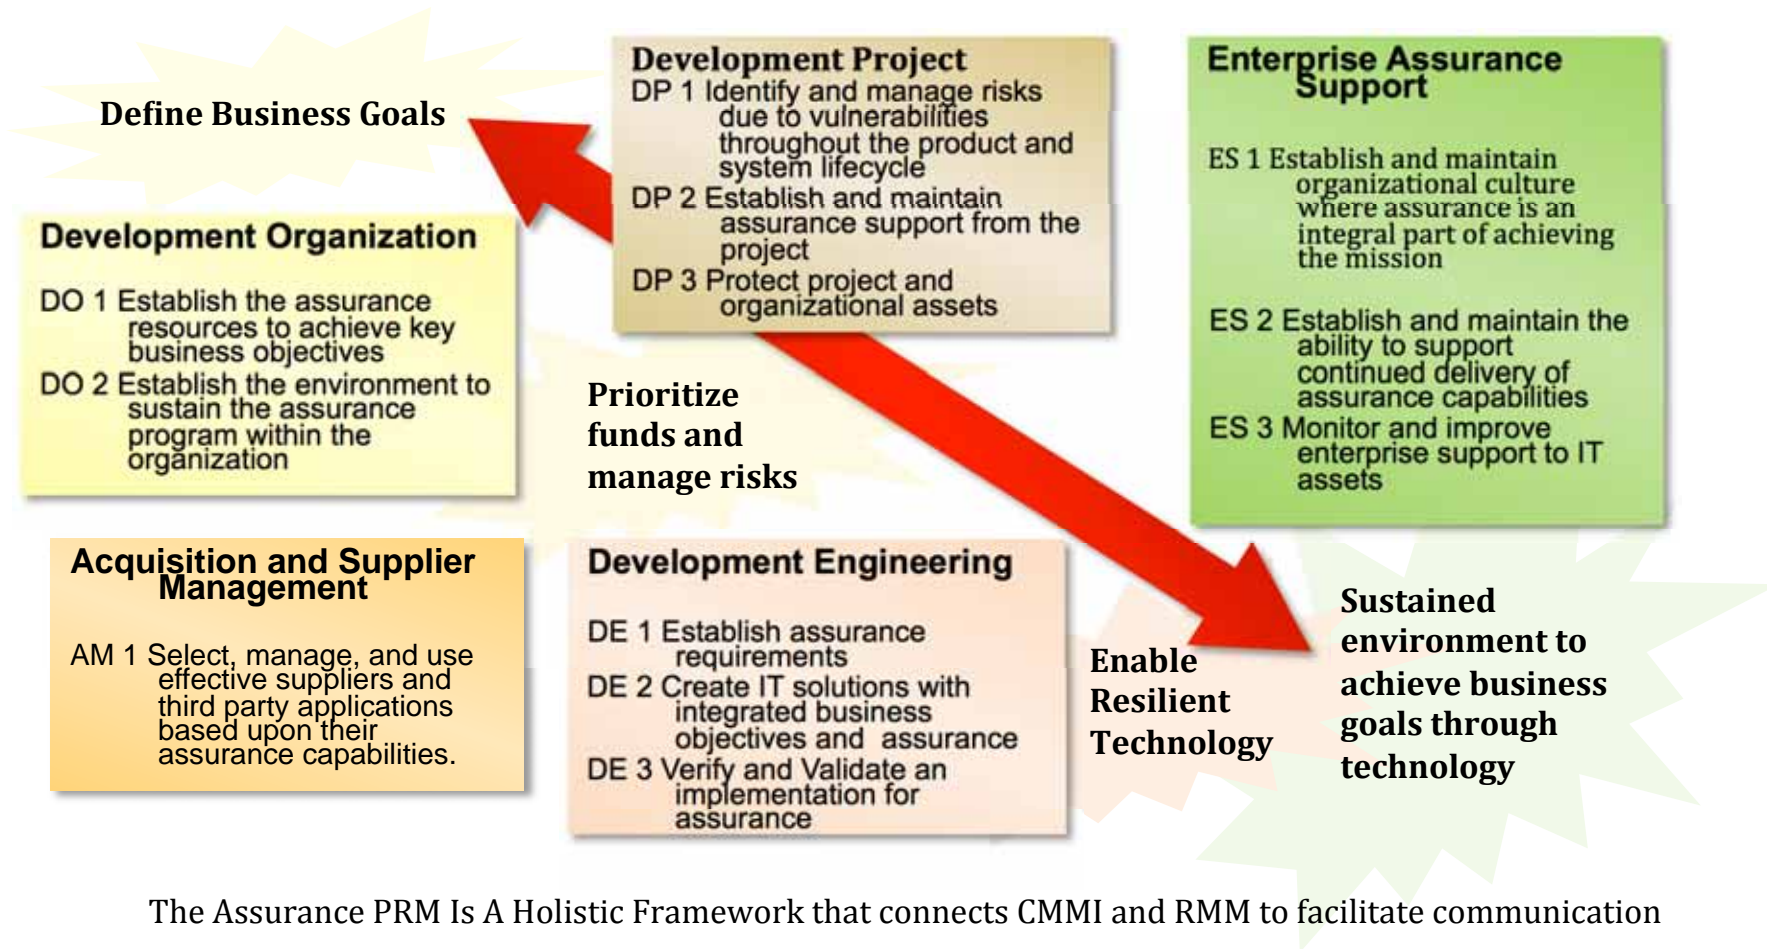 Define Business Goals
Development Organization
DO 1 Establish the assurance
resources to achieve key
business objectives
DO 2 Establish the environment to
sustain the assurance
program within the
organization
Acquisition and Supplier
Management
AM 1 Select, manage, and use
effective suppliers and
third party applications
based upon their
assurance capabilities.
Development Project
DP 1 Identify and manage risks
due to vulnerabilities
throughout the product and
system lifecycle
DP 2 Establish and maintain
assurance support from the
project
DP 3 Protect project and
organizational assets
Prioritize
funds and
manage risks
Development Engineering
DE 1 Establish assurance
requirements
DE 2 Create IT solutions with
integrated business
objectives and assurance
DE 3 Verify and Validate an
implementation for
assurance
Enterprise Assurance
Support
ES 1 Establish and maintain
organizational culture
where assurance is an
integral part of achieving
the mission
ES 2 Establish and maintain the
ability to support
continued delivery of
assurance capabilities
ES 3 Monitor and improve
enterprise support to IT
assets
Enable
Resilient
Technology
Sustained
environment to
achieve business
goals through
technology
The Assurance PRM Is A Holistic Framework that connects CMMI and RMM to facilitate communication